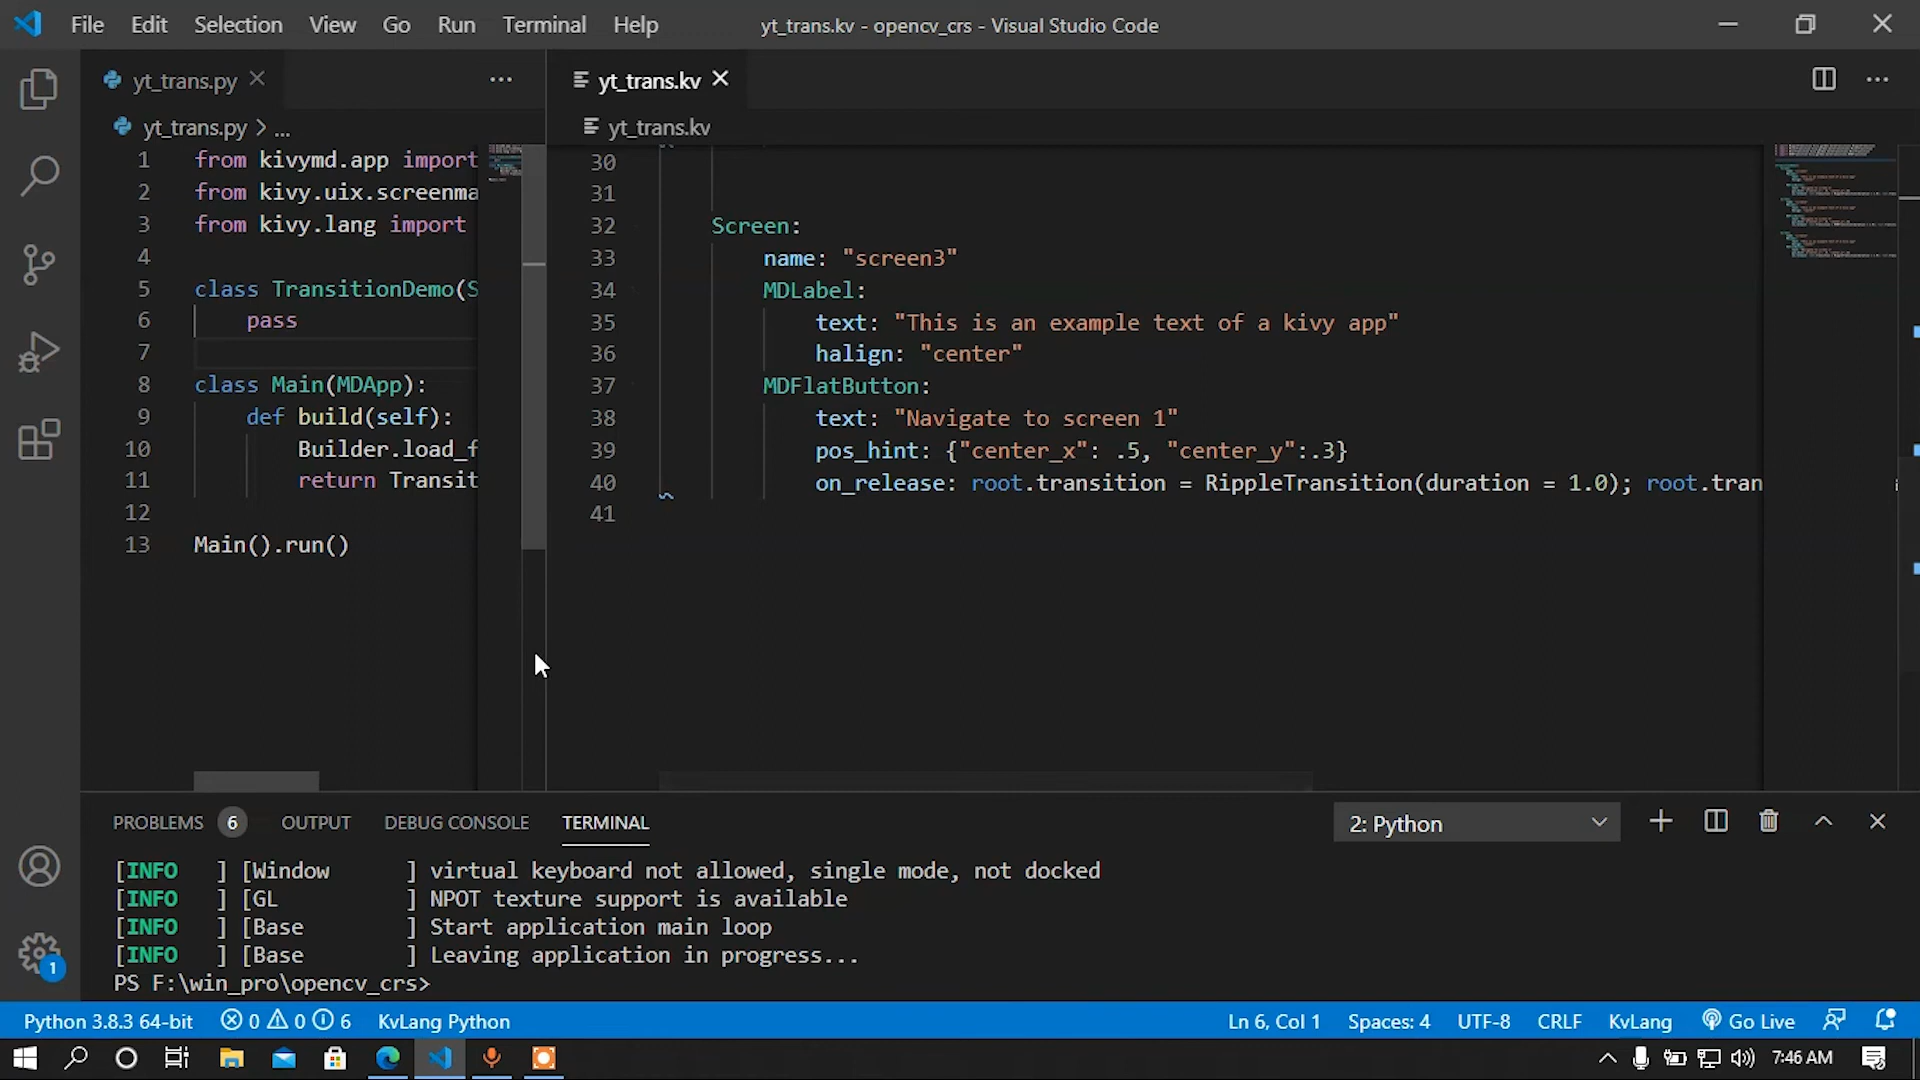 File Edit Selection View Go Run Terminal Help
yt_trans.kv - opencv_crs - Visual Studio Code
yt_trans.py
yt_trans.py > ...
1 from kivymd.app import
2 from kivy.uix.screenma
3 from kivy.lang import
4
5 class TransitionDemo(S
6 pass
7
8 class Main(MDApp):
9 def build(self):
10 Builder.load_f
11 return Transit
12
13 Main().run()
yt_trans.kv
yt_trans.kv
30
31
32 Screen:
33 name: "screen3"
34 MDLabel:
35 text: "This is an example text of a kivy app"
36 halign: "center"
37 MDFlatButton:
38 text: "Navigate to screen 1"
39 pos_hint: {"center_x": .5, "center_y":.3}
40 on_release: root.transition = RippleTransition(duration = 1.0); root.tran
41
PROBLEMS 6 OUTPUT DEBUG CONSOLE TERMINAL 2: Python
[INFO ] [Window ] virtual keyboard not allowed, single mode, not docked
[INFO ] [GL ] NPOT texture support is available
[INFO ] [Base ] Start application main loop
[INFO ] [Base ] Leaving application in progress...
PS F:\win_pro\opencv_crs>
1
Python 3.8.3 64-bit 0 0 6 KvLang Python Ln 6, Col 1 Spaces: 4 UTF-8 CRLF KvLang Go Live
7:46 AM